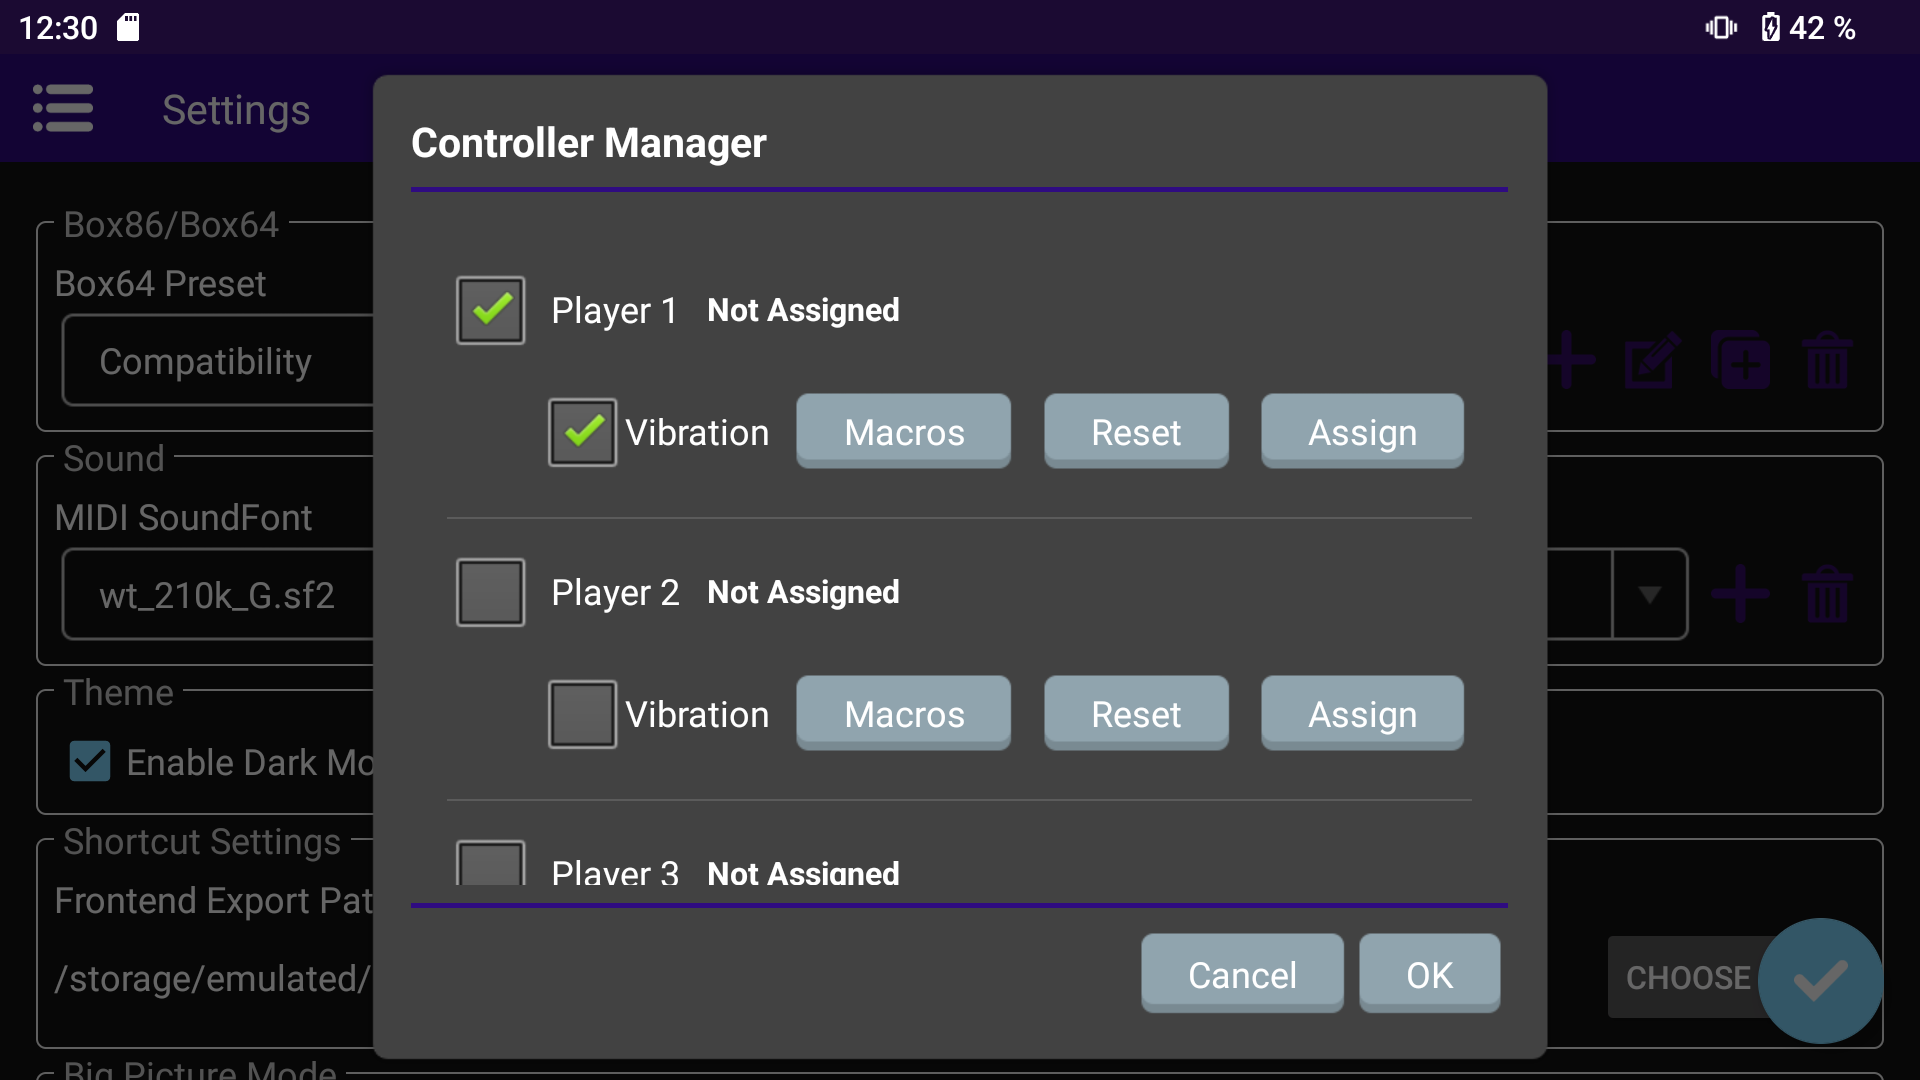 12:30
42 %
Settings
Controller Manager
Box86/Box64
Box64 Preset
Compatibility
Player 1 Not Assigned
Vibration Macros Reset Assign
Sound
MIDI SoundFont
wt_210k_G.sf2
Player 2 Not Assigned
Vibration Macros Reset Assign
Theme
Enable Dark Mo
Shortcut Settings
Player 3 Not Assigned
Frontend Export Pat
/storage/emulated/
Cancel OK
CHOOSE
Big Picture Mode